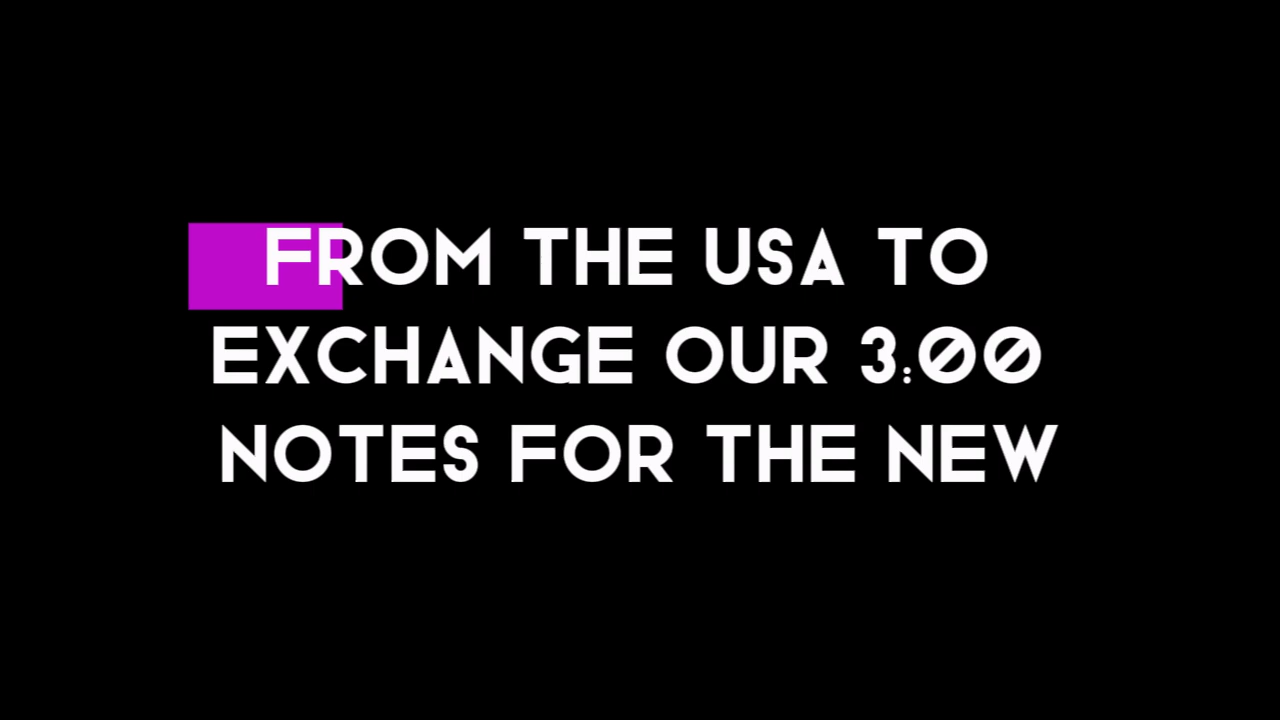 FROM THE USA TO
EXCHANGE OUR 3:00
NOTES FOR THE NEW